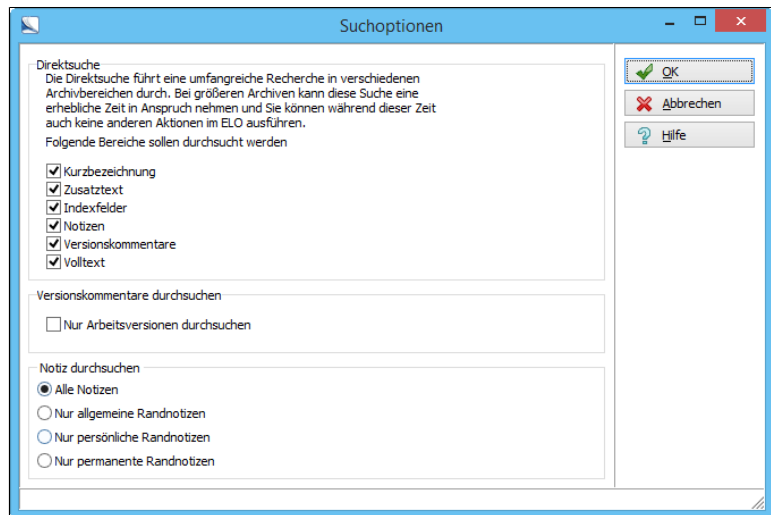 Suchoptionen
Direktsuche
Die Direktsuche führt eine umfangreiche Recherche in verschiedenen
Archivbereichen durch. Bei größeren Archiven kann diese Suche eine
erhebliche Zeit in Anspruch nehmen und Sie können während dieser Zeit
auch keine anderen Aktionen im ELO ausführen.
Folgende Bereiche sollen durchsucht werden
Kurzbezeichnung
Zusatztext
Indexfelder
Notizen
Versionskommentare
Volltext
Versionskommentare durchsuchen
Nur Arbeitsversionen durchsuchen
Notiz durchsuchen
Alle Notizen
Nur allgemeine Randnotizen
Nur persönliche Randnotizen
Nur permanente Randnotizen
OK
Abbrechen
Hilfe